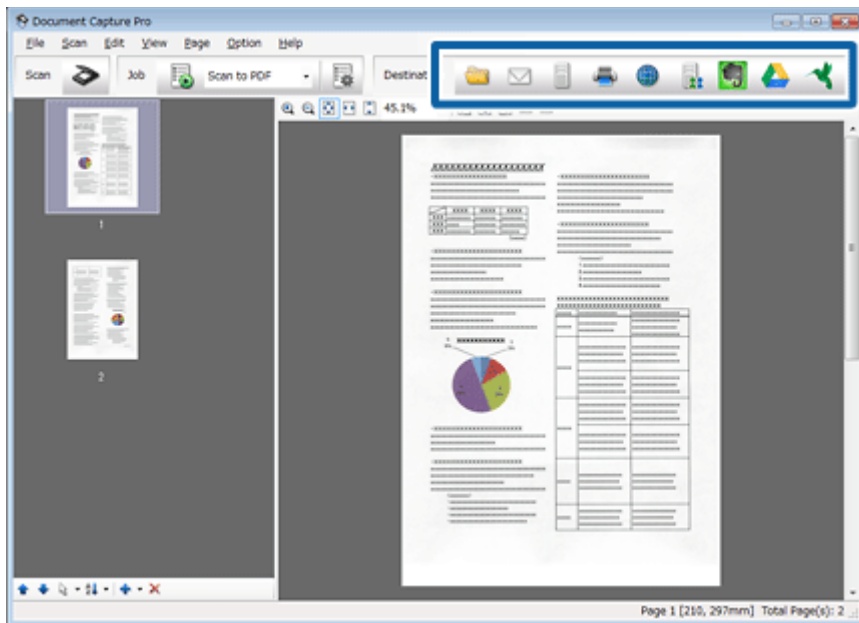 Document Capture Pro
File Scan Edit View Page Option Help
Scan Job Scan to PDF Destinat
45.1%
1
2
Page 1 [210, 297mm] Total Page(s): 2